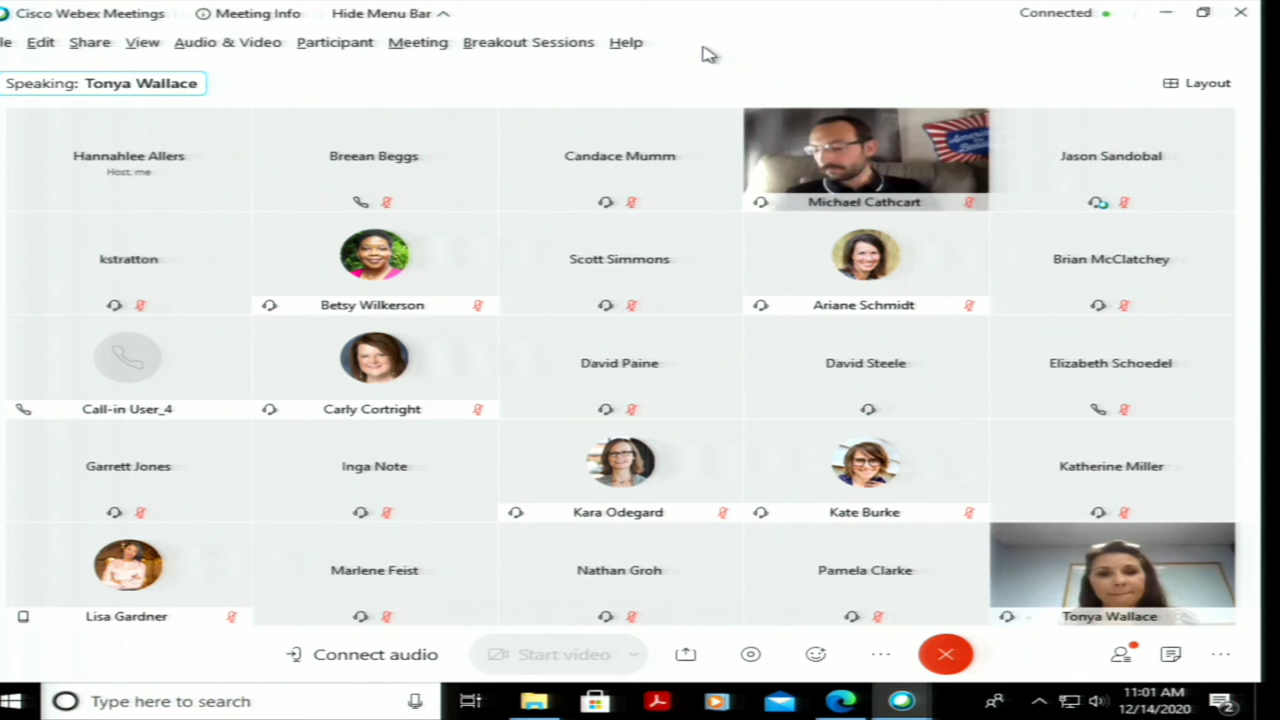 Cisco Webex Meetings Meeting Info Hide Menu Bar Connected
le Edit Share View Audio & Video Participant Meeting Breakout Sessions Help
Speaking: Tonya Wallace Layout
Hannahlee Allers Breean Beggs Candace Mumm Jason Sandobal
Host, me
Michael Cathcart
kstratton Scott Simmons Brian McClatchey
Betsy Wilkerson Ariane Schmidt
David Paine David Steele Elizabeth Schoedel
Call-in User_4 Carly Cortright
Garrett Jones Inga Note Katherine Miller
Kara Odegard Kate Burke
Marlene Feist Nathan Groh Pamela Clarke
Lisa Gardner Tonya Wallace
Connect audio Start video
Type here to search 11:01 AM
12/14/2020 2